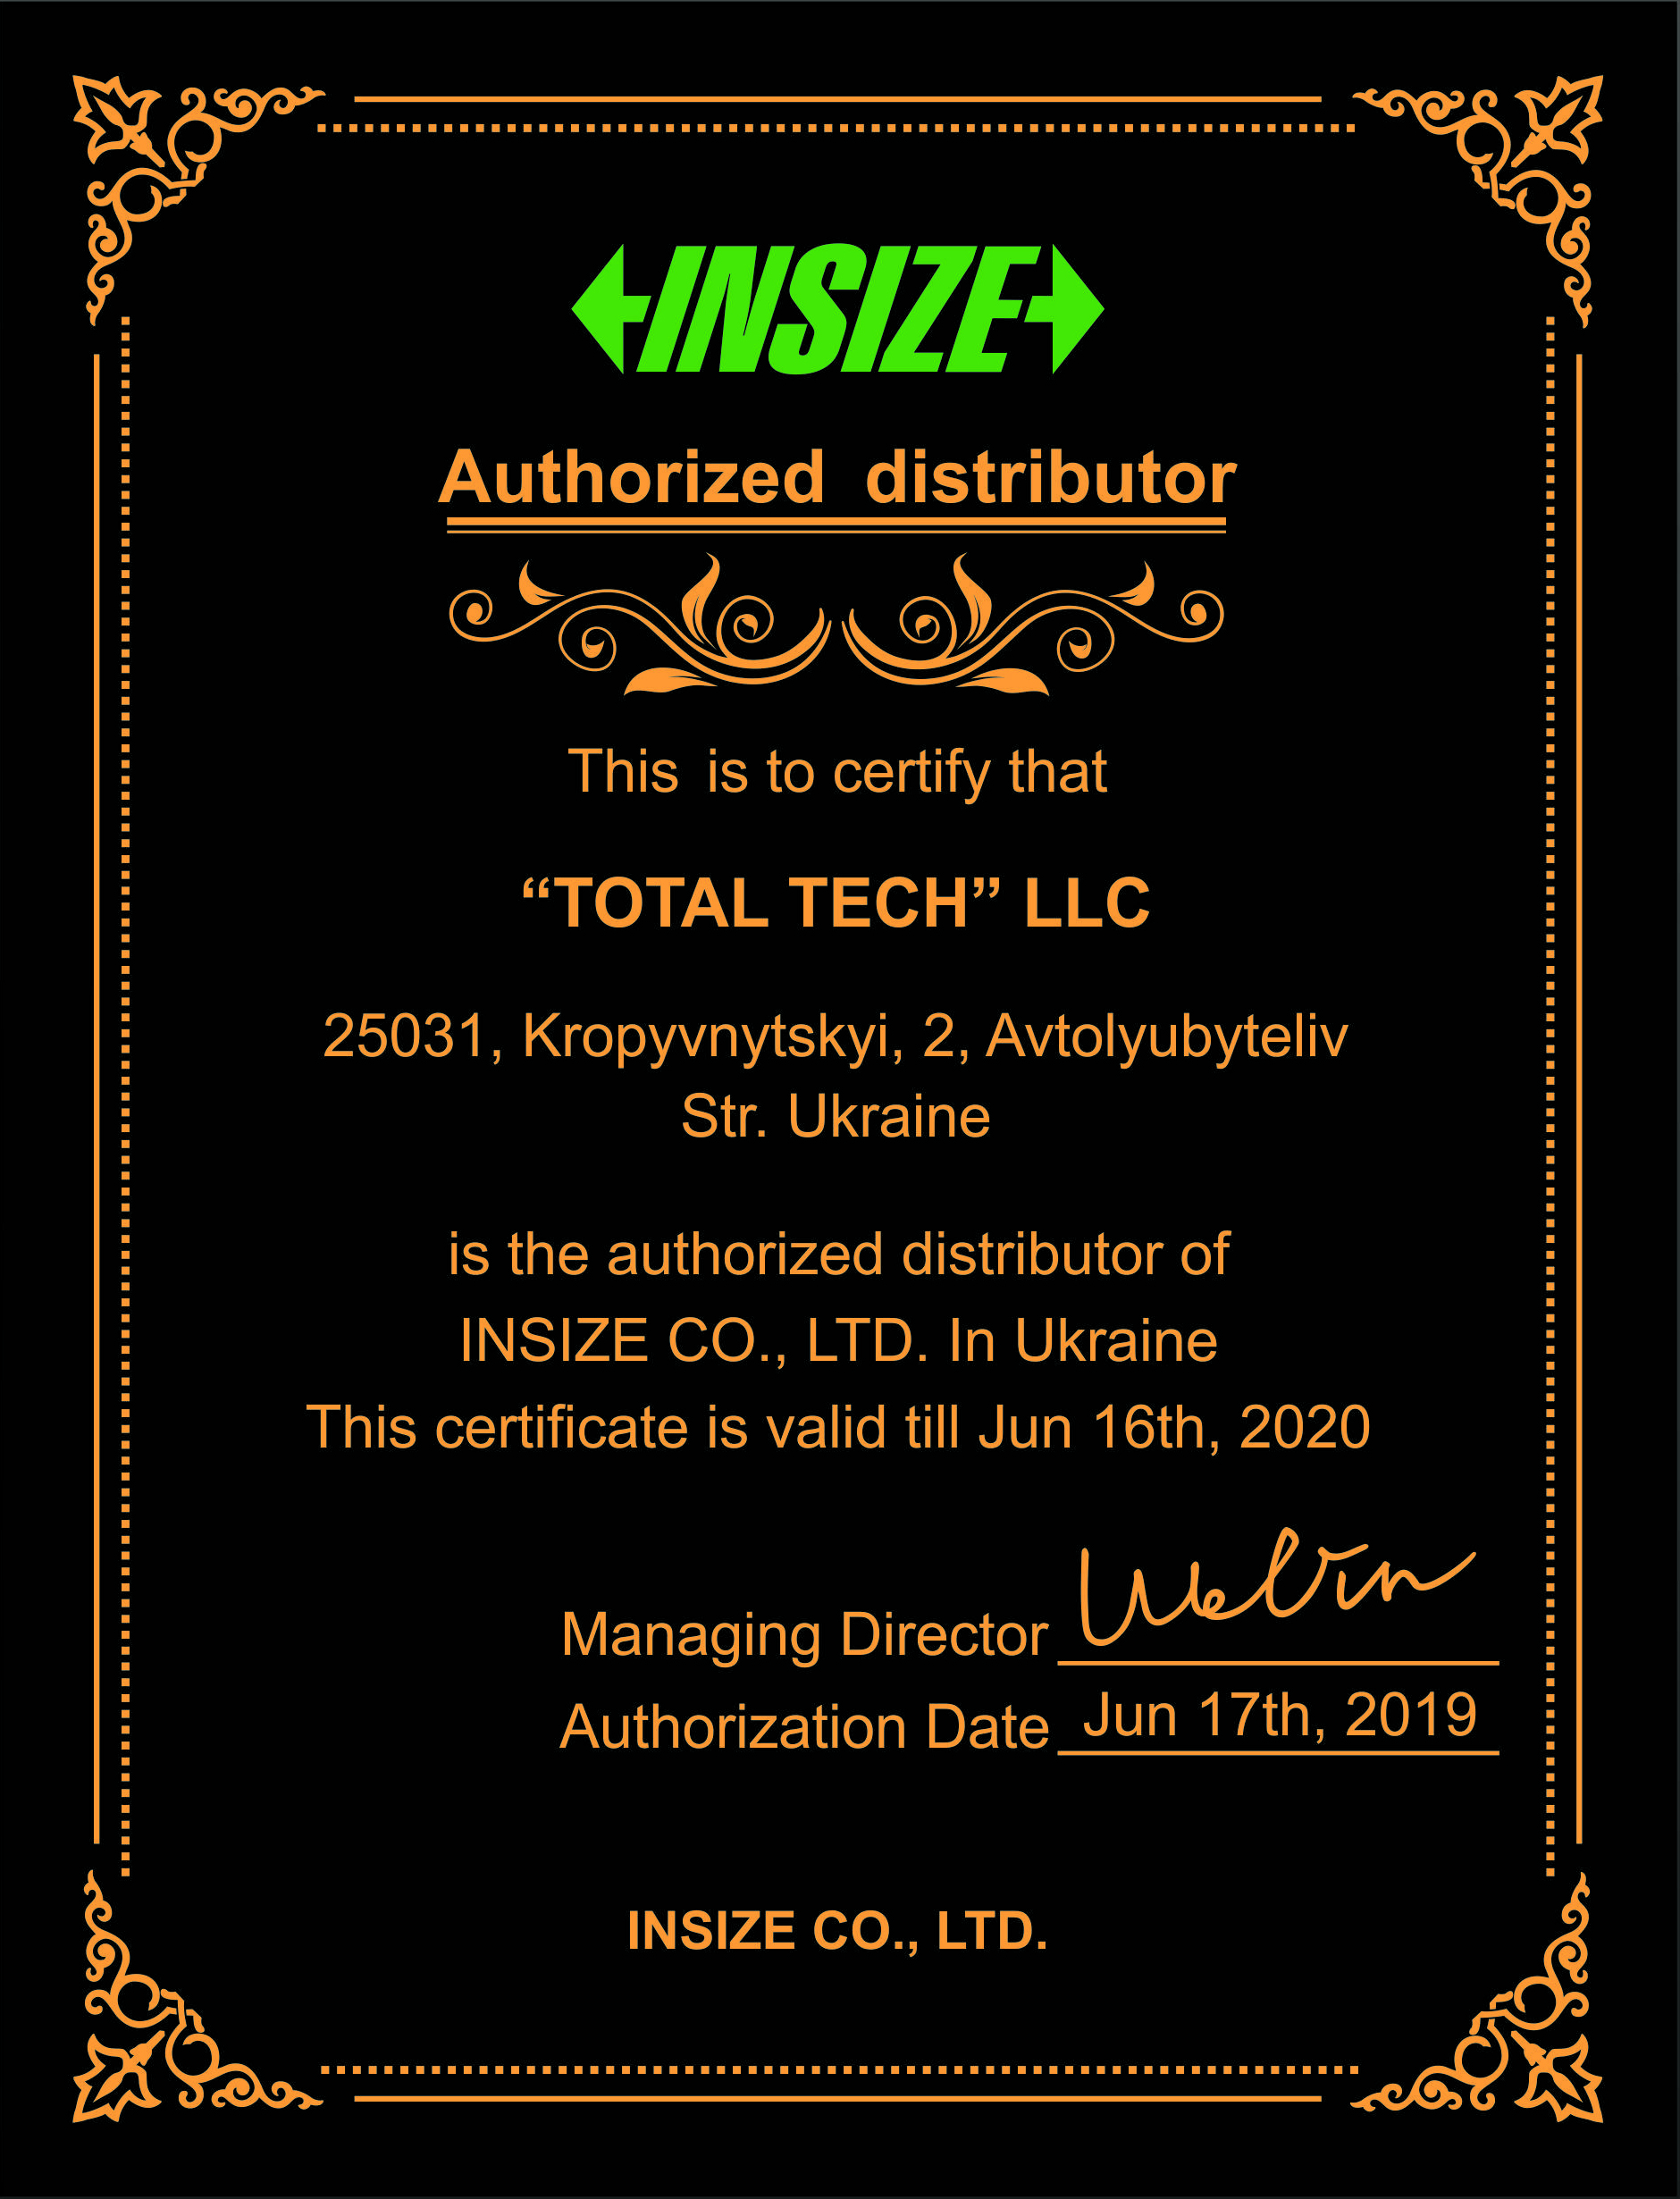 INSIZE
Authorized distributor
This is to certify that
“TOTAL TECH” LLC
25031, Kropyvnytskyi, 2, Avtolyubyteliv
Str. Ukraine
is the authorized distributor of
INSIZE CO., LTD. In Ukraine
This certificate is valid till Jun 16th, 2020
Managing Director
Authorization Date Jun 17th, 2019
INSIZE CO., LTD.